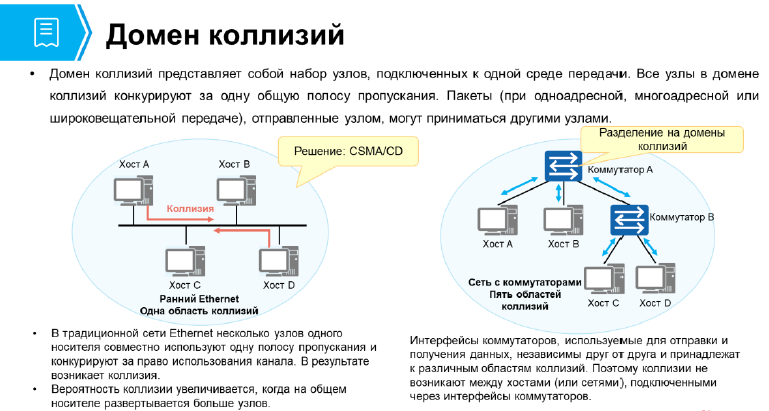 Домен коллизий
• Домен коллизий представляет собой набор узлов, подключенных к одной среде передачи. Все узлы в домене
коллизий конкурируют за одну общую полосу пропускания. Пакеты (при одноадресной, многоадресной или
широковещательной передаче), отправленные узлом, могут приниматься другими узлами.
Решение: CSMA/CD
Хост A
Хост B
Коллизия
Хост C
Хост D
Ранний Ethernet
Одна область коллизий
Разделение на домены
коллизий
Коммутатор A
Коммутатор B
Хост A
Хост B
Хост C
Хост D
Сеть с коммутаторами
Пять областей
коллизий
• В традиционной сети Ethernet несколько узлов одного
носителя совместно используют одну полосу пропускания и
конкурируют за право использования канала. В результате
возникает коллизия.
• Вероятность коллизии увеличивается, когда на общем
носителе развертывается больше узлов.
Интерфейсы коммутаторов, используемые для отправки и
получения данных, независимы друг от друга и принадлежат
к различным областям коллизий. Поэтому коллизии не
возникают между хостами (или сетями), подключенными
через интерфейсы коммутаторов.